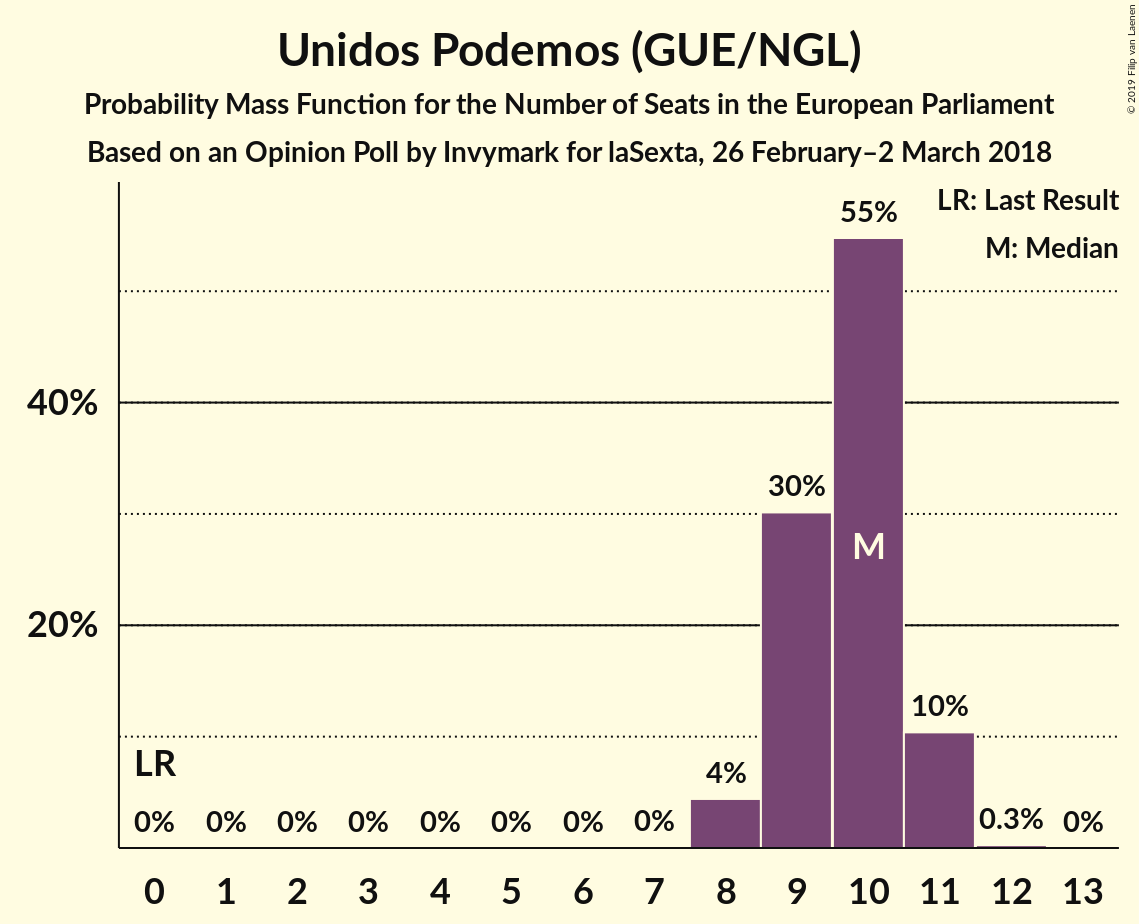 Unidos Podemos (GUE/NGL)
Probability Mass Function for the Number of Seats in the European Parliament
Based on an Opinion Poll by Invymark for laSexta, 26 February–2 March 2018
© 2019 Filip van Laenen
LR: Last Result
M: Median
55%
40%
30%
M
20%
10%
LR
4%
0% 0% 0% 0% 0% 0% 0% 0% 0.3% 0%
0 1 2 3 4 5 6 7 8 9 10 11 12 13